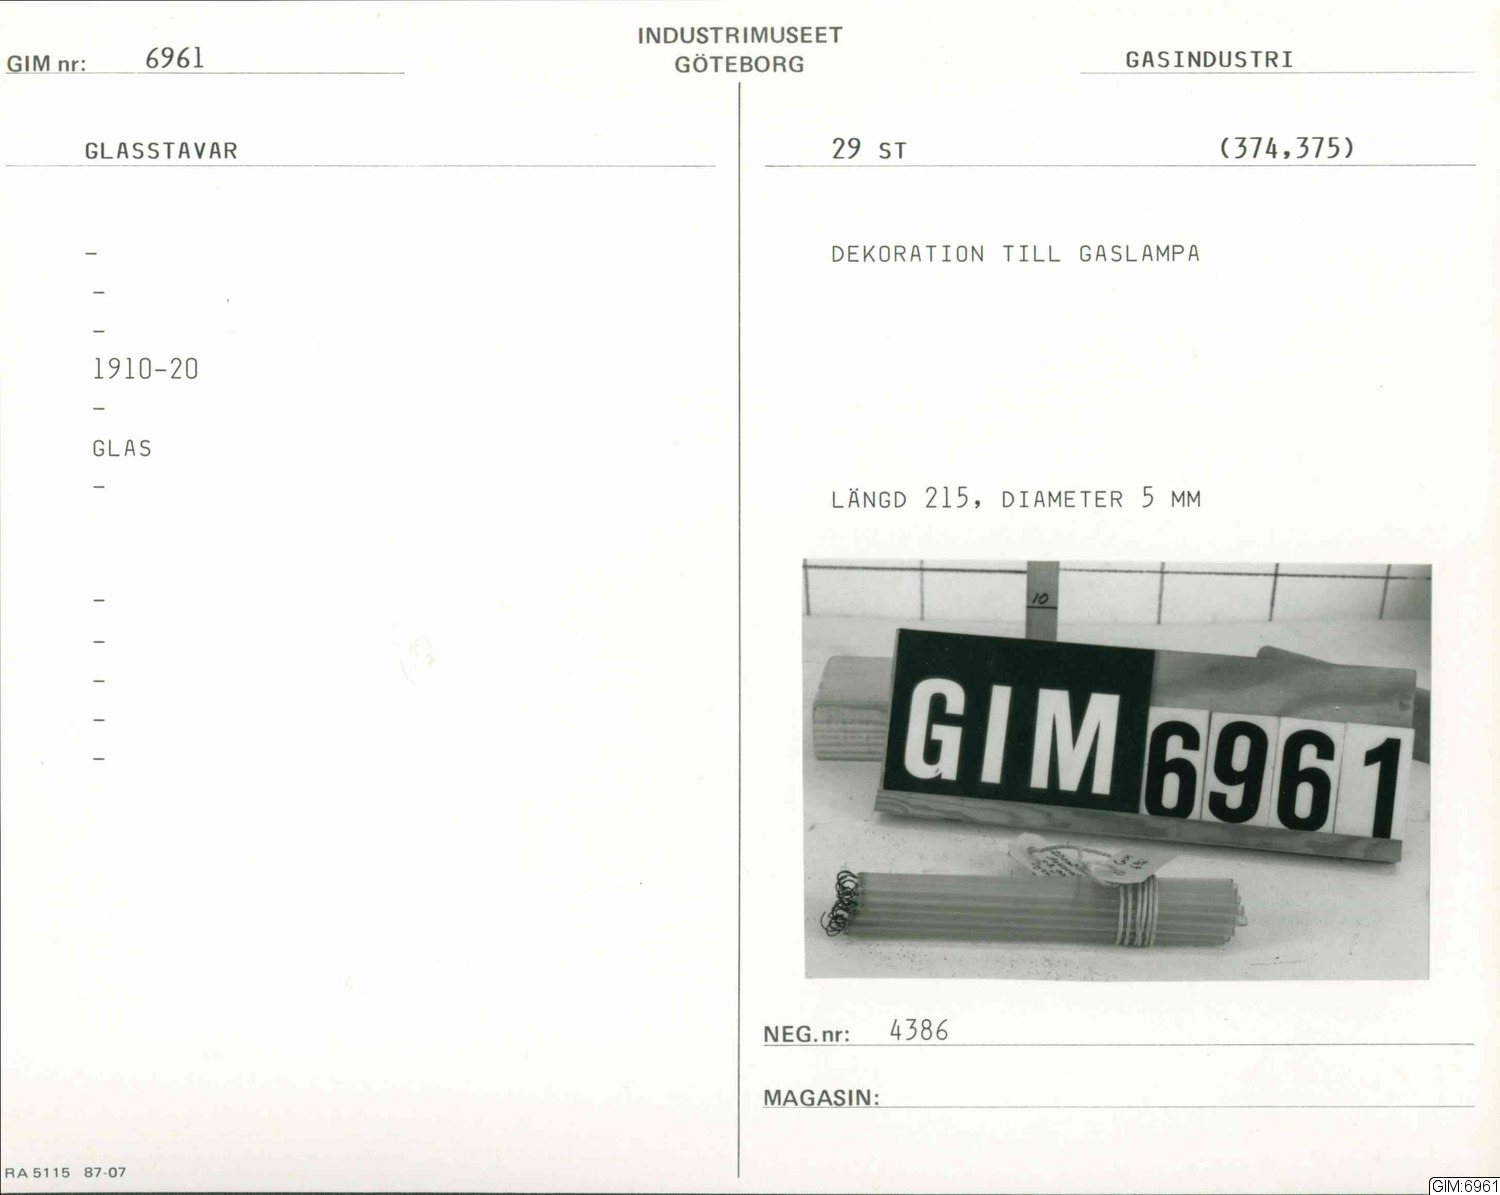 INDUSTRIMUSEET
GÖTEBORG
GIM nr: 6961
GASINDUSTRI
GLASSTAVAR
29 ST (374,375)
–
–
–
1910-20
–
GLAS
–
–
–
–
–
–
DEKORATION TILL GASLAMPA
LÄNGD 215, DIAMETER 5 MM
10
GIM 6961
NEG.nr: 4386
MAGASIN:
RA 5115 87-07
GIM:6961